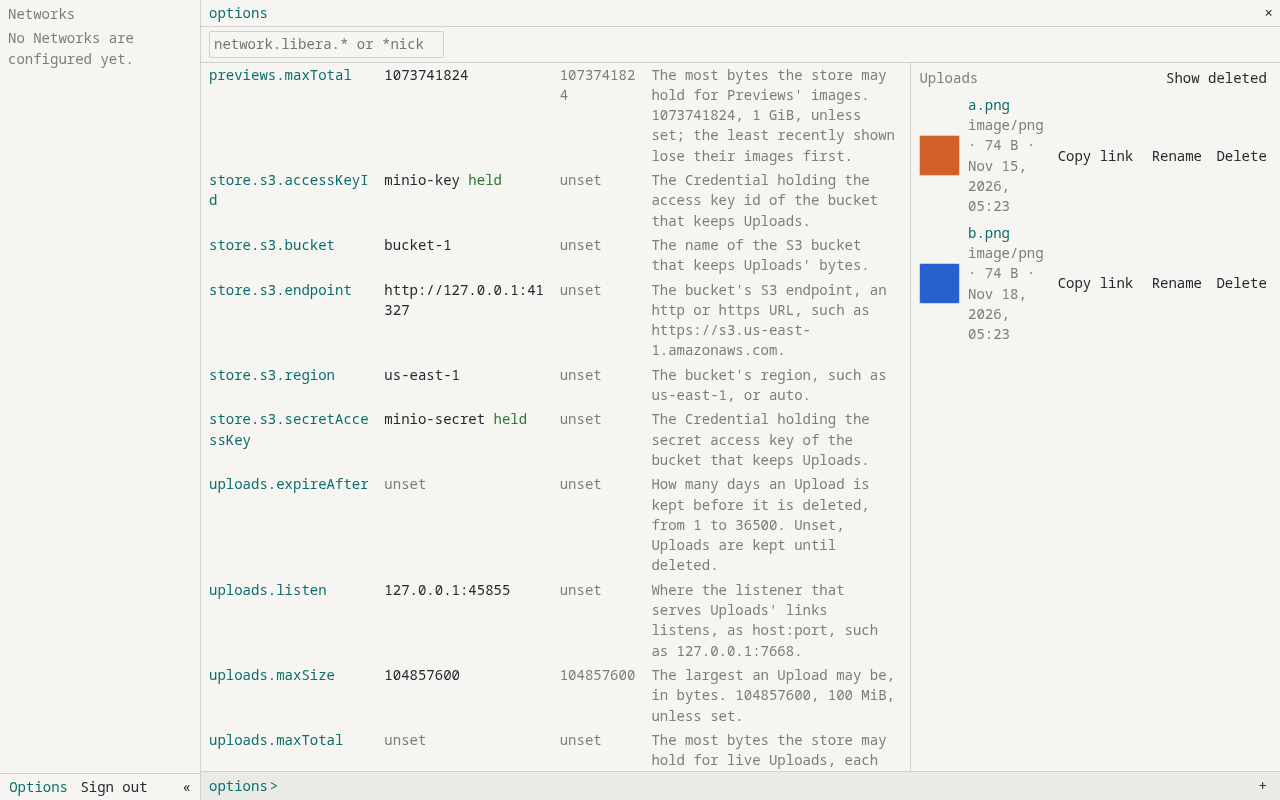 Networks
No Networks are
configured yet.
options
×
network.libera.* or *nick
previews.maxTotal
1073741824
107374182
4
The most bytes the store may
hold for Previews' images.
1073741824, 1 GiB, unless
set; the least recently shown
lose their images first.
store.s3.accessKeyI
d
minio-key held
unset
The Credential holding the
access key id of the bucket
that keeps Uploads.
store.s3.bucket
bucket-1
unset
The name of the S3 bucket
that keeps Uploads' bytes.
store.s3.endpoint
http://127.0.0.1:41
327
unset
The bucket's S3 endpoint, an
http or https URL, such as
https://s3.us-east-
1.amazonaws.com.
store.s3.region
us-east-1
unset
The bucket's region, such as
us-east-1, or auto.
store.s3.secretAcce
ssKey
minio-secret held
unset
The Credential holding the
secret access key of the
bucket that keeps Uploads.
uploads.expireAfter
unset
unset
How many days an Upload is
kept before it is deleted,
from 1 to 36500. Unset,
Uploads are kept until
deleted.
uploads.listen
127.0.0.1:45855
unset
Where the listener that
serves Uploads' links
listens, as host:port, such
as 127.0.0.1:7668.
uploads.maxSize
104857600
104857600
The largest an Upload may be,
in bytes. 104857600, 100 MiB,
unless set.
uploads.maxTotal
unset
unset
The most bytes the store may
hold for live Uploads, each
Uploads
Show deleted
a.png
image/png
· 74 B ·
Nov 15,
2026,
05:23
Copy link
Rename
Delete
b.png
image/png
· 74 B ·
Nov 18,
2026,
05:23
Copy link
Rename
Delete
Options
Sign out
«
options>
+